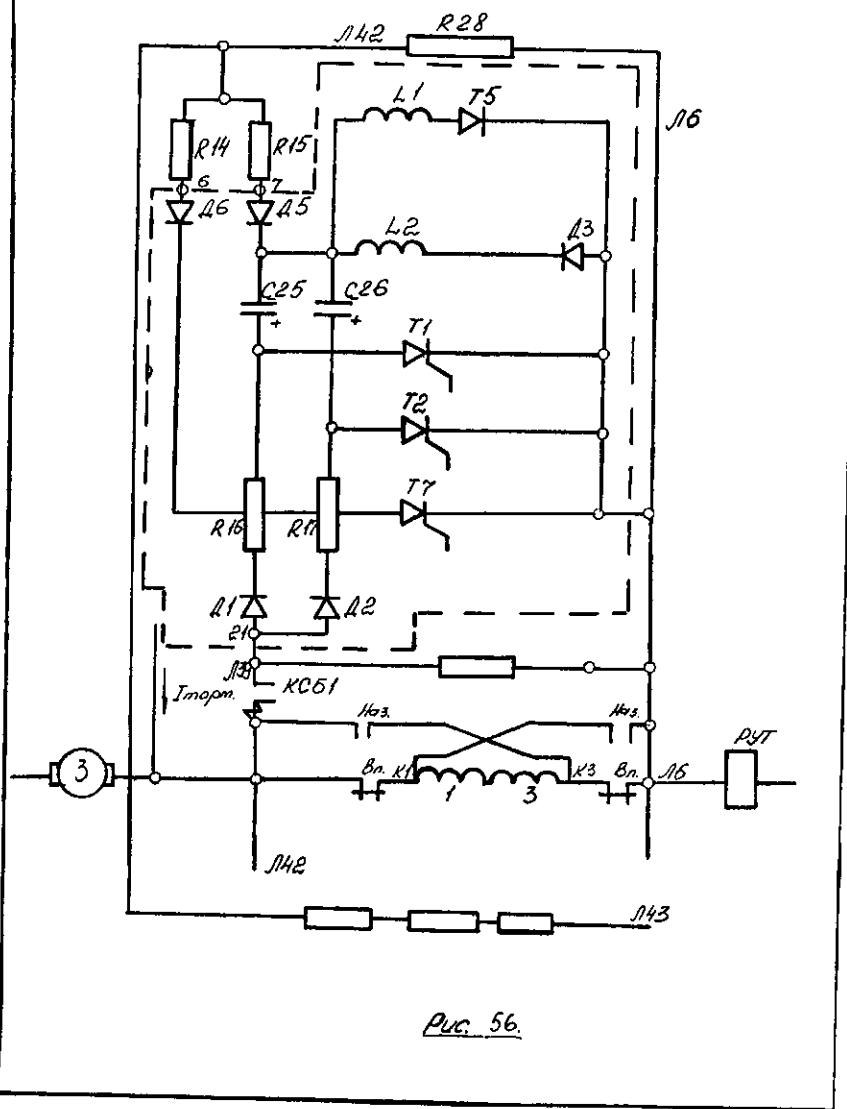 Л42
R28
L1
T5
Л6
R14
R15
6
7
Д6
Д5
L2
Д3
C25
C26
+
+
T1
T2
T7
R16
R17
Д1
Д2
21
Л39
Iторм.
КСБ1
Наз.
Наз.
РУТ
3
Вп.
К1
К3
Вп.
Л6
1
3
Л42
Л43
Рис. 56.